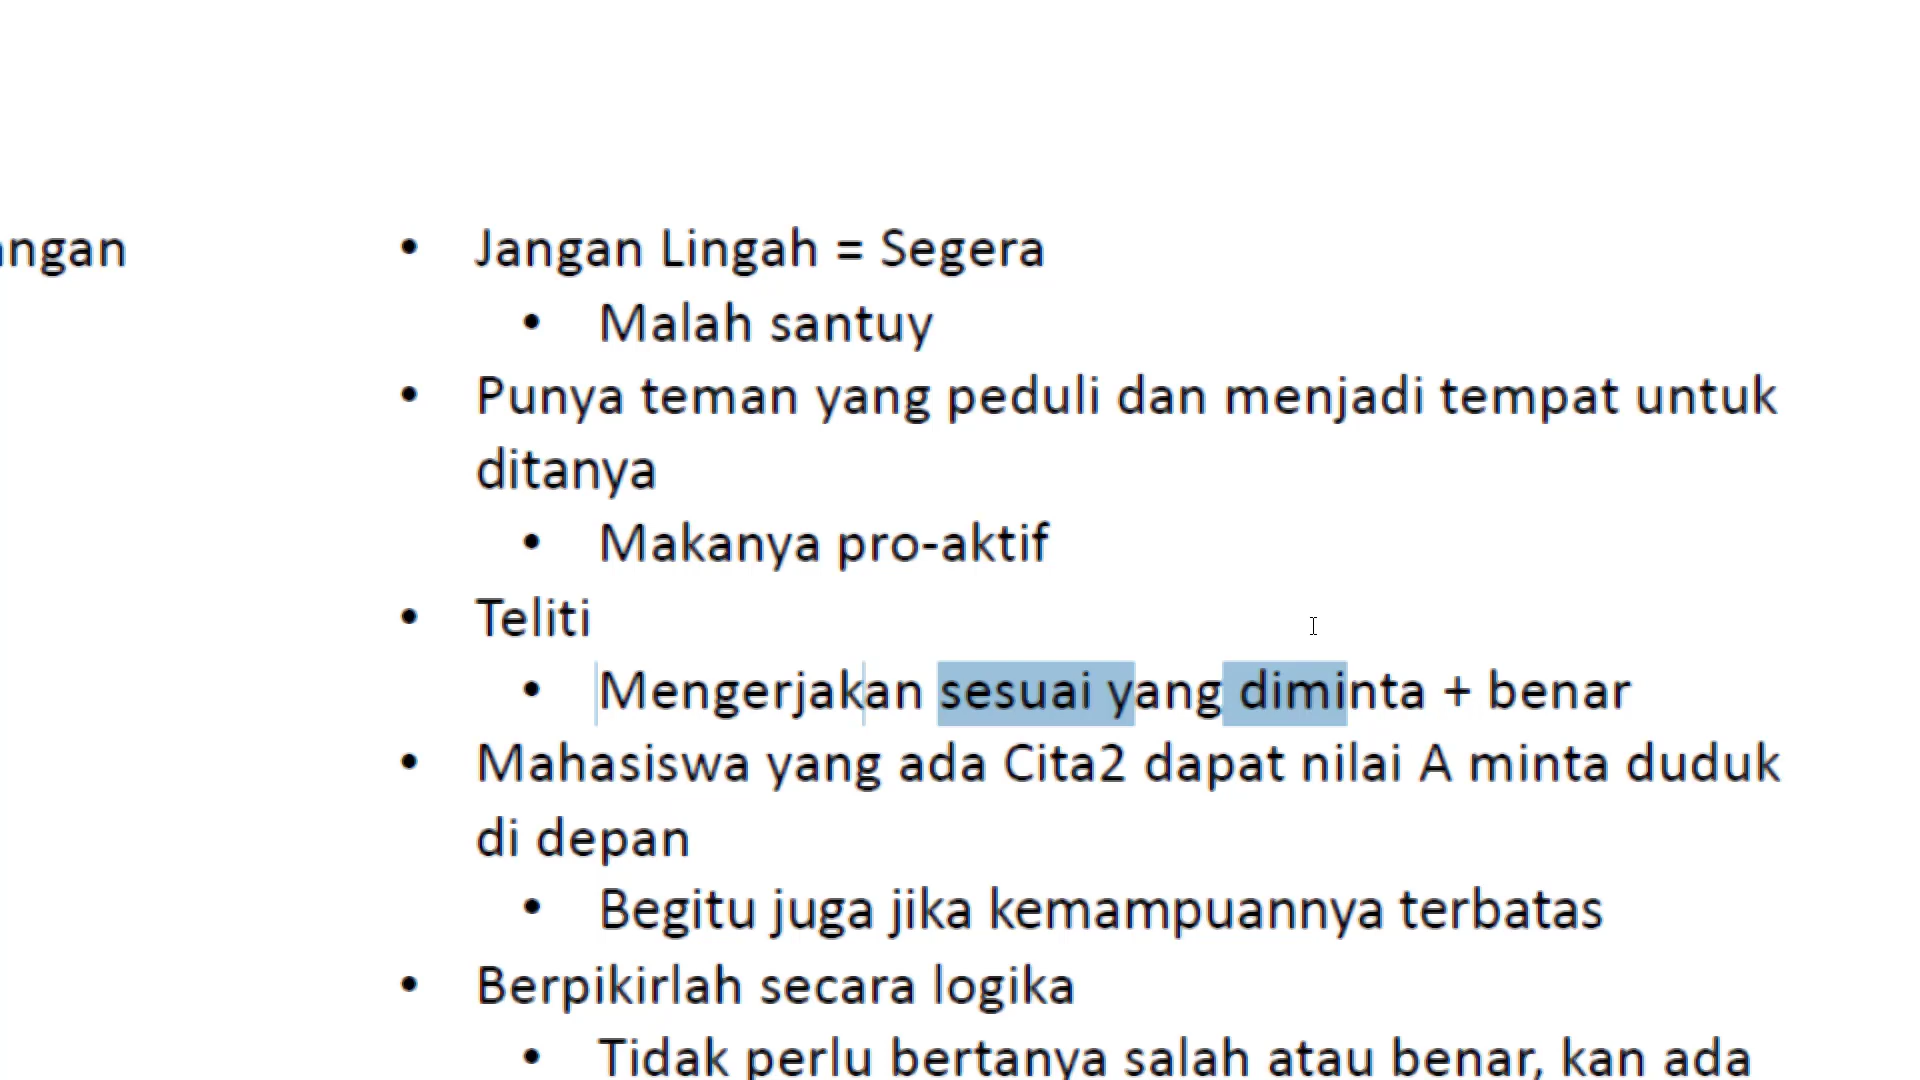 ngan
• Jangan Lingah = Segera
• Malah santuy
• Punya teman yang peduli dan menjadi tempat untuk
ditanya
• Makanya pro-aktif
• Teliti
• Mengerjakan sesuai yang diminta + benar
• Mahasiswa yang ada Cita2 dapat nilai A minta duduk
di depan
• Begitu juga jika kemampuannya terbatas
• Berpikirlah secara logika
• Tidak perlu bertanya salah atau benar, kan ada